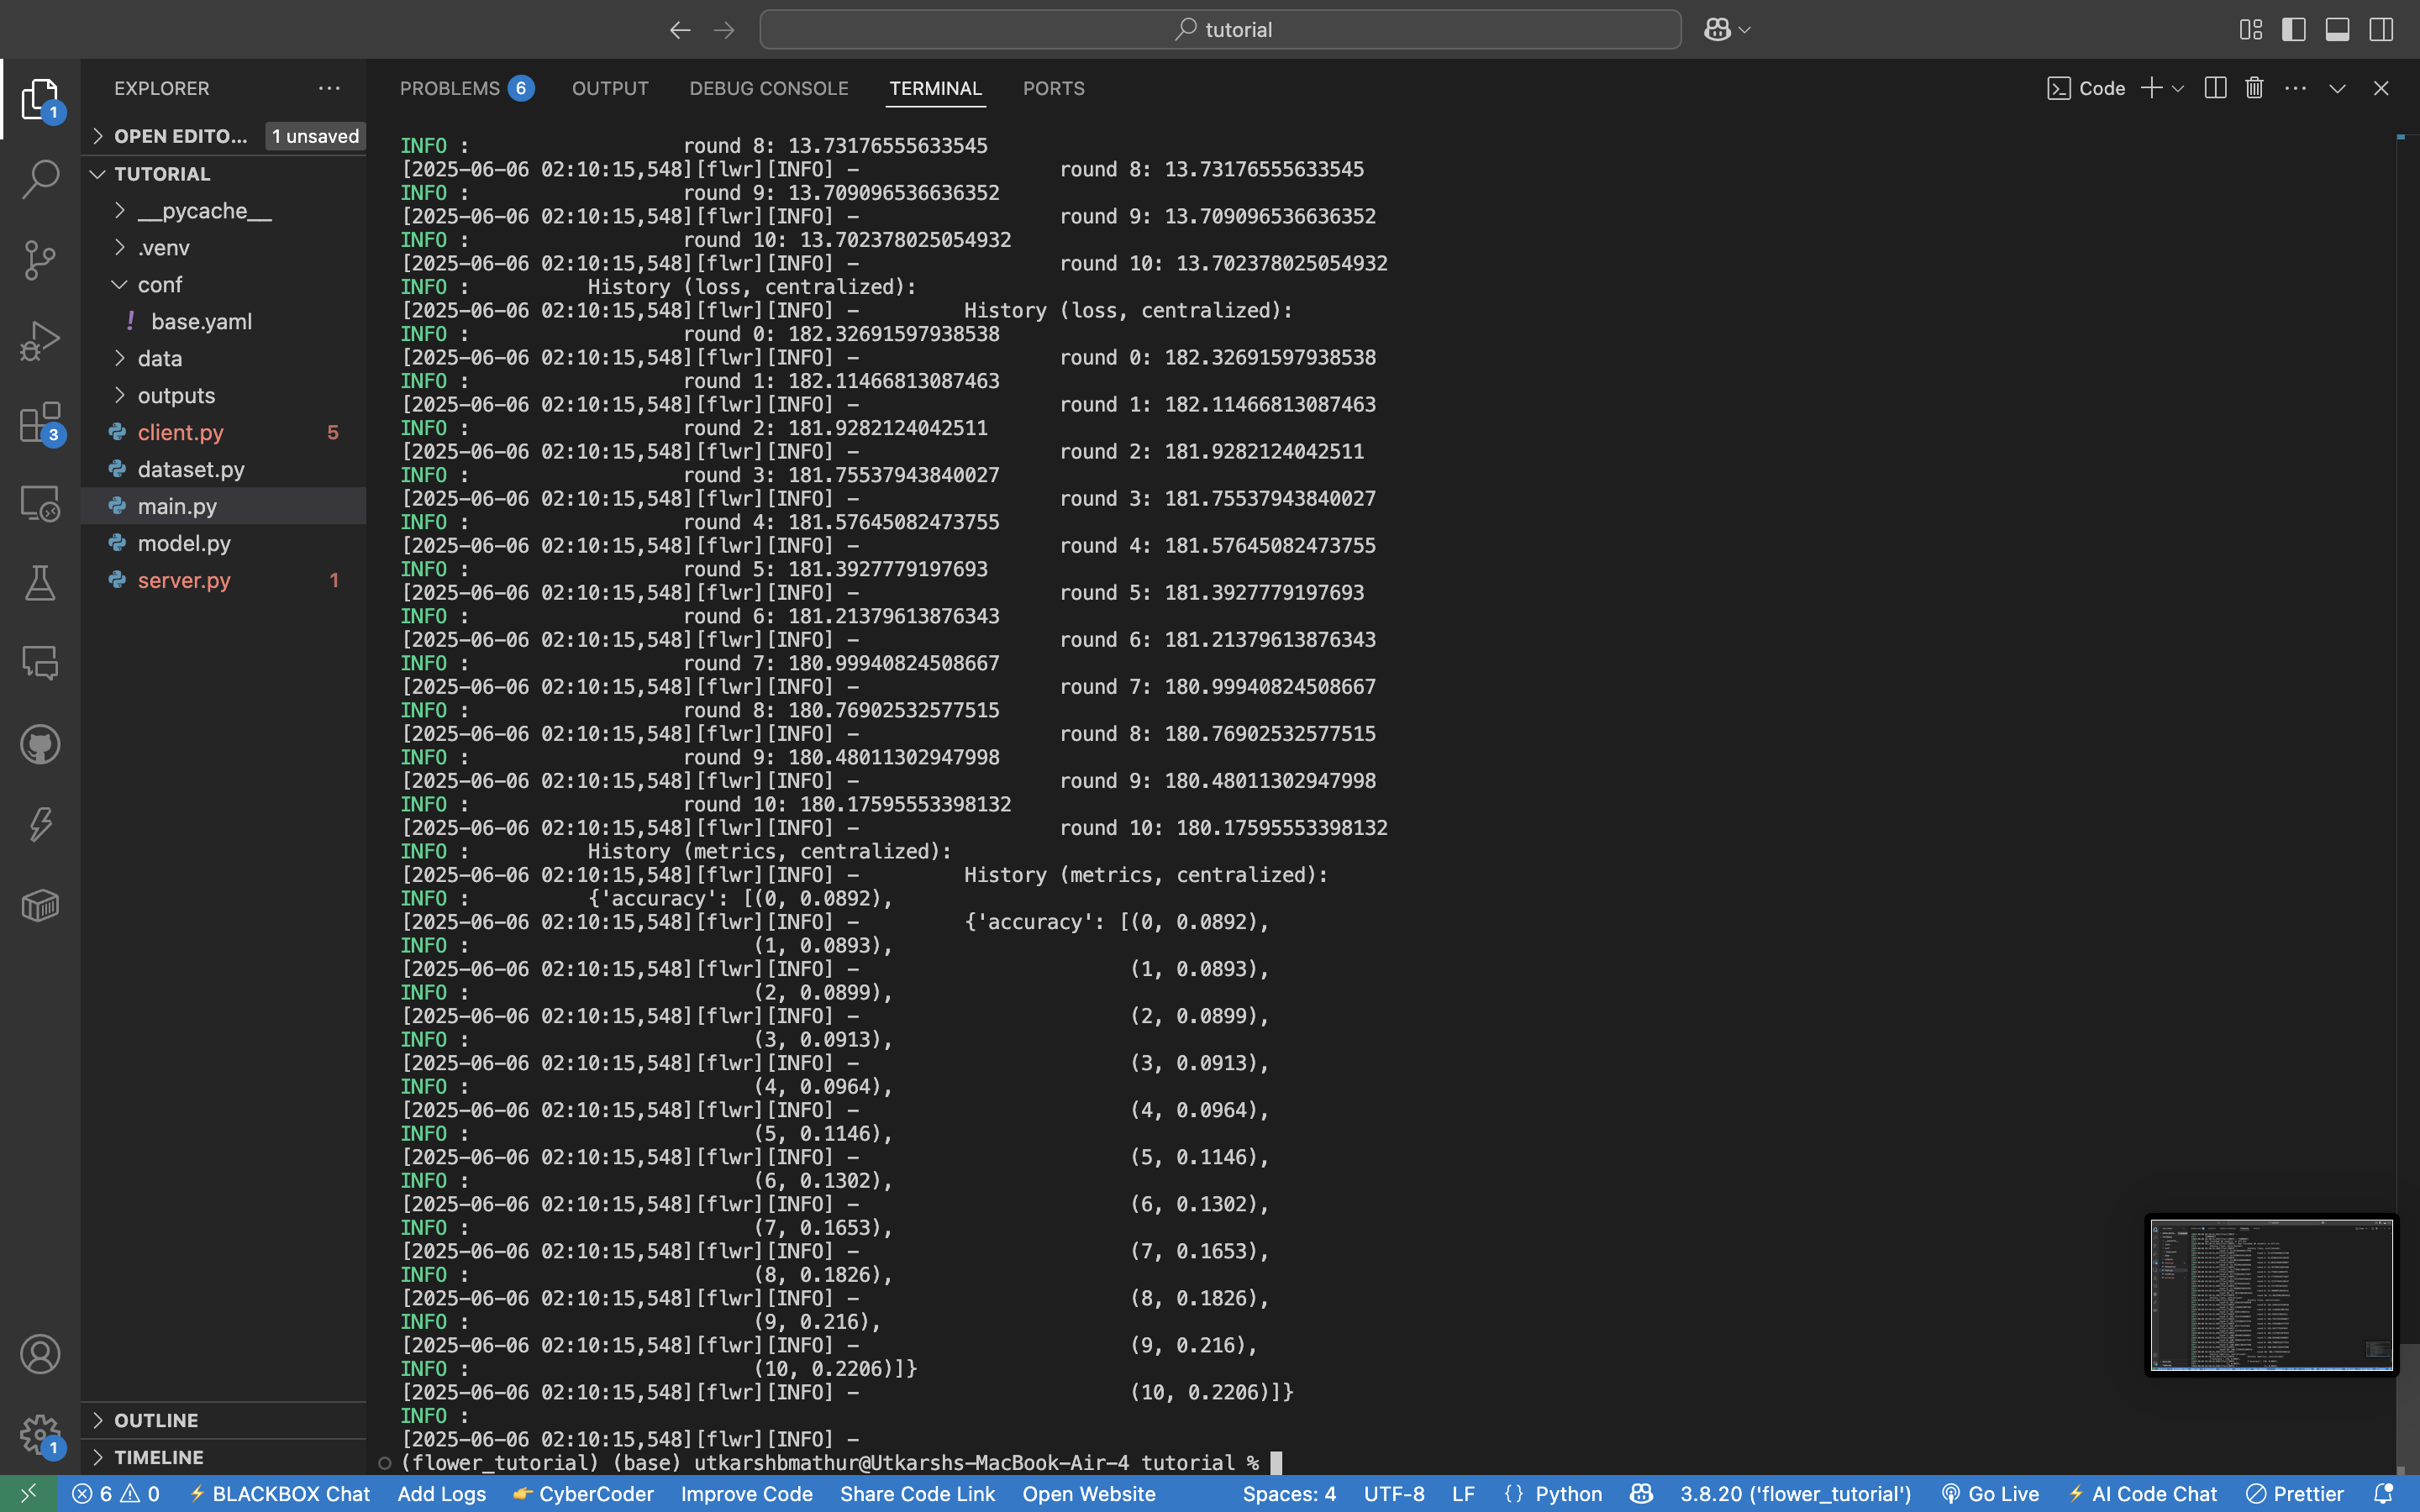 tutorial
EXPLORER
OPEN EDITO...
1 unsaved
TUTORIAL
__pycache__
.venv
conf
! base.yaml
data
outputs
client.py 5
dataset.py
main.py
model.py
server.py 1
OUTLINE
TIMELINE
1
3
1
PROBLEMS 6 OUTPUT DEBUG CONSOLE TERMINAL PORTS
Code
INFO : round 8: 13.73176555633545
[2025-06-06 02:10:15,548][flwr][INFO] - round 8: 13.73176555633545
INFO : round 9: 13.709096536636352
[2025-06-06 02:10:15,548][flwr][INFO] - round 9: 13.709096536636352
INFO : round 10: 13.702378025054932
[2025-06-06 02:10:15,548][flwr][INFO] - round 10: 13.702378025054932
INFO : History (loss, centralized):
[2025-06-06 02:10:15,548][flwr][INFO] - History (loss, centralized):
INFO : round 0: 182.32691597938538
[2025-06-06 02:10:15,548][flwr][INFO] - round 0: 182.32691597938538
INFO : round 1: 182.11466813087463
[2025-06-06 02:10:15,548][flwr][INFO] - round 1: 182.11466813087463
INFO : round 2: 181.9282124042511
[2025-06-06 02:10:15,548][flwr][INFO] - round 2: 181.9282124042511
INFO : round 3: 181.75537943840027
[2025-06-06 02:10:15,548][flwr][INFO] - round 3: 181.75537943840027
INFO : round 4: 181.57645082473755
[2025-06-06 02:10:15,548][flwr][INFO] - round 4: 181.57645082473755
INFO : round 5: 181.3927779197693
[2025-06-06 02:10:15,548][flwr][INFO] - round 5: 181.3927779197693
INFO : round 6: 181.21379613876343
[2025-06-06 02:10:15,548][flwr][INFO] - round 6: 181.21379613876343
INFO : round 7: 180.99940824508667
[2025-06-06 02:10:15,548][flwr][INFO] - round 7: 180.99940824508667
INFO : round 8: 180.76902532577515
[2025-06-06 02:10:15,548][flwr][INFO] - round 8: 180.76902532577515
INFO : round 9: 180.48011302947998
[2025-06-06 02:10:15,548][flwr][INFO] - round 9: 180.48011302947998
INFO : round 10: 180.17595553398132
[2025-06-06 02:10:15,548][flwr][INFO] - round 10: 180.17595553398132
INFO : History (metrics, centralized):
[2025-06-06 02:10:15,548][flwr][INFO] - History (metrics, centralized):
INFO : {'accuracy': [(0, 0.0892),
[2025-06-06 02:10:15,548][flwr][INFO] - {'accuracy': [(0, 0.0892),
INFO : (1, 0.0893),
[2025-06-06 02:10:15,548][flwr][INFO] - (1, 0.0893),
INFO : (2, 0.0899),
[2025-06-06 02:10:15,548][flwr][INFO] - (2, 0.0899),
INFO : (3, 0.0913),
[2025-06-06 02:10:15,548][flwr][INFO] - (3, 0.0913),
INFO : (4, 0.0964),
[2025-06-06 02:10:15,548][flwr][INFO] - (4, 0.0964),
INFO : (5, 0.1146),
[2025-06-06 02:10:15,548][flwr][INFO] - (5, 0.1146),
INFO : (6, 0.1302),
[2025-06-06 02:10:15,548][flwr][INFO] - (6, 0.1302),
INFO : (7, 0.1653),
[2025-06-06 02:10:15,548][flwr][INFO] - (7, 0.1653),
INFO : (8, 0.1826),
[2025-06-06 02:10:15,548][flwr][INFO] - (8, 0.1826),
INFO : (9, 0.216),
[2025-06-06 02:10:15,548][flwr][INFO] - (9, 0.216),
INFO : (10, 0.2206)]}
[2025-06-06 02:10:15,548][flwr][INFO] - (10, 0.2206)]}
INFO :
[2025-06-06 02:10:15,548][flwr][INFO] -
(flower_tutorial) (base) utkarshbmathur@Utkarshs-MacBook-Air-4 tutorial %
6 0 BLACKBOX Chat Add Logs CyberCoder Improve Code Share Code Link Open Website Spaces: 4 UTF-8 LF {} Python 3.8.20 ('flower_tutorial') Go Live AI Code Chat Prettier